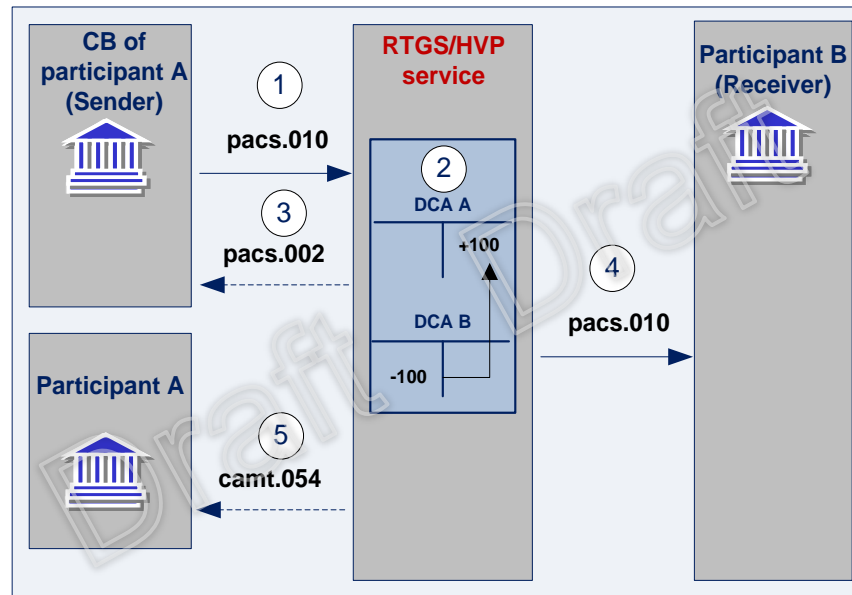 CB of
participant A
(Sender)
1
pacs.010
3
pacs.002
RTGS/HVP
service
2
DCA A
+100
DCA B
-100
4
pacs.010
Participant B
(Receiver)
Participant A
5
camt.054
Draft
Draft